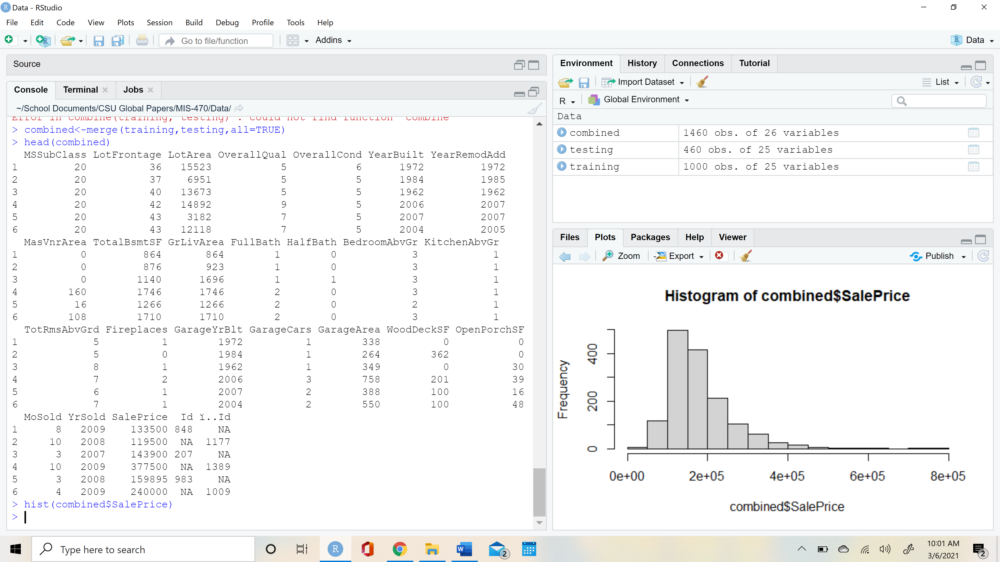 Data - RStudio
File Edit Code View Plots Session Build Debug Profile Tools Help
Go to file/function Addins Data
Source
Console Terminal Jobs
~/School Documents/CSU Global Papers/MIS-470/Data/
Error in combine(training, testing) : could not find function "combine"
> combined<-merge(training,testing,all=TRUE)
> head(combined)
MSSubClass LotFrontage LotArea OverallQual OverallCond YearBuilt YearRemodAdd
1 20 36 15523 5 6 1972 1972
2 20 37 6951 5 5 1984 1985
3 20 40 13673 5 5 1962 1962
4 20 42 14892 9 5 2006 2007
5 20 43 3182 7 5 2007 2007
6 20 43 12118 7 5 2004 2005
MasVnrArea TotalBsmtSF GrLivArea FullBath HalfBath BedroomAbvGr KitchenAbvGr
1 0 864 864 1 0 3 1
2 0 876 923 1 0 3 1
3 0 1140 1696 1 1 3 1
4 160 1746 1746 2 0 3 1
5 16 1266 1266 2 0 2 1
6 108 1710 1710 2 0 3 1
TotRmsAbvGrd Fireplaces GarageYrBlt GarageCars GarageArea WoodDeckSF OpenPorchSF
1 5 1 1972 1 338 0 0
2 5 0 1984 1 264 362 0
3 8 1 1962 1 349 0 30
4 7 2 2006 3 758 201 39
5 6 1 2007 2 388 100 16
6 7 1 2004 2 550 100 48
MoSold YrSold SalePrice Id ï..Id
1 8 2009 133500 848 NA
2 10 2008 119500 NA 1177
3 3 2007 143900 207 NA
4 10 2009 377500 NA 1389
5 3 2008 159895 983 NA
6 4 2009 240000 NA 1009
> hist(combined$SalePrice)
>
Environment History Connections Tutorial
Import Dataset List
R Global Environment
Data
combined 1460 obs. of 26 variables
testing 460 obs. of 25 variables
training 1000 obs. of 25 variables
Files Plots Packages Help Viewer
Zoom Export Publish
Histogram of combined$SalePrice
Frequency
400
200
0
0e+00 2e+05 4e+05 6e+05 8e+05
combined$SalePrice
Type here to search
R
W
2
10:01 AM
3/6/2021
2